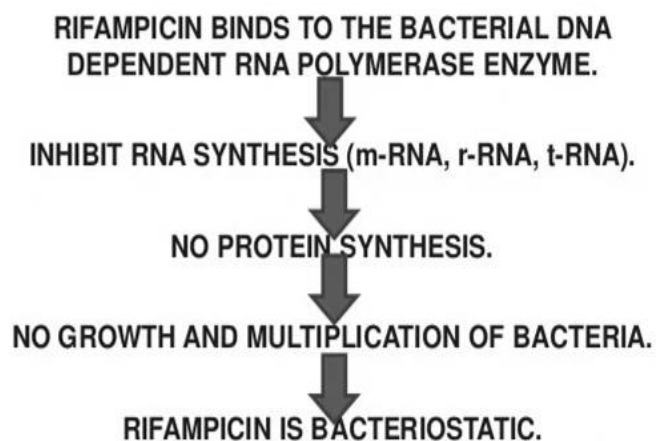 RIFAMPICIN BINDS TO THE BACTERIAL DNA
DEPENDENT RNA POLYMERASE ENZYME.
INHIBIT RNA SYNTHESIS (m-RNA, r-RNA, t-RNA).
NO PROTEIN SYNTHESIS.
NO GROWTH AND MULTIPLICATION OF BACTERIA.
RIFAMPICIN IS BACTERIOSTATIC.